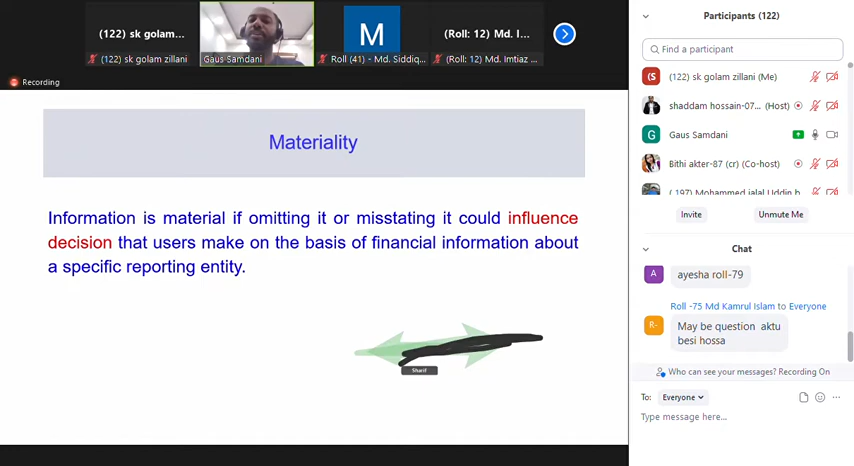 (122) sk golam...
(122) sk golam zillani
Gaus Samdani
M
Roll (41) - Md. Siddiq...
(Roll: 12) Md. I...
(Roll: 12) Md. Imtiaz ...
Recording
Materiality
Information is material if omitting it or misstating it could influence
decision that users make on the basis of financial information about
a specific reporting entity.
Sharif
Participants (122)
Find a participant
(S
(122) sk golam zillani (Me)
shaddam hossain-07... (Host)
G
Gaus Samdani
Bithi akter-87 (cr) (Co-host)
( 197) Mohammed jalal Uddin b
Invite
Unmute Me
Chat
A
ayesha roll-79
Roll -75 Md Kamrul Islam to Everyone
R-
May be question aktu
besi hossa
Who can see your messages? Recording On
To: Everyone
Type message here...